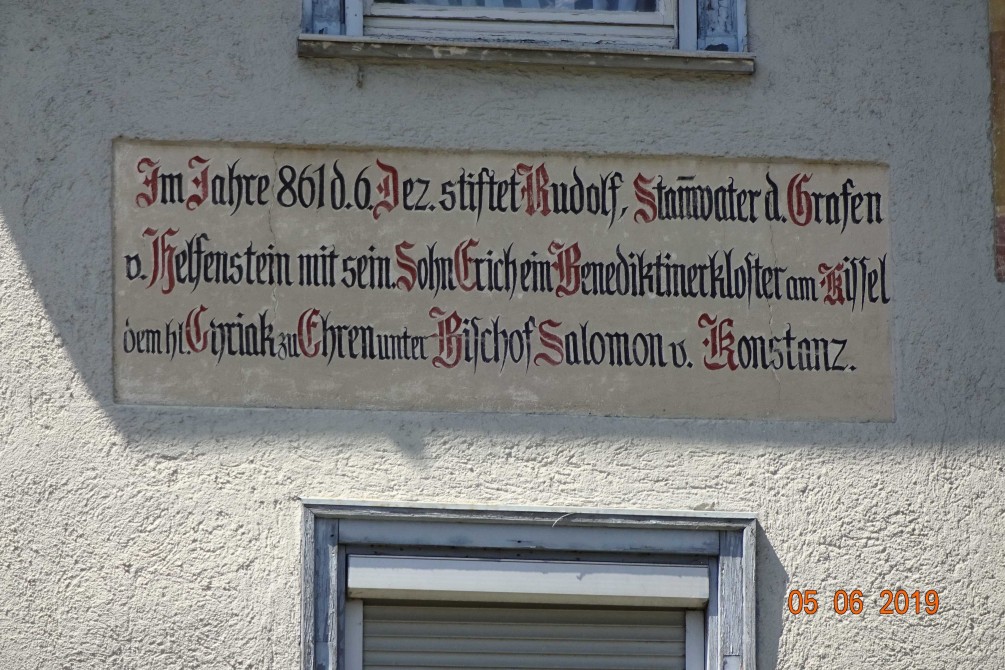 Im Jahre 861 d. 6. Dez. stiftet Rudolf, Stam̅vater d. Grafen
v. Helfenstein mit sein. Sohn Erich ein Benediktinerkloster am Kissel
dem hl. Cyriak zu Ehren unter Bischof Salomon v. Konstanz.
05 06 2019